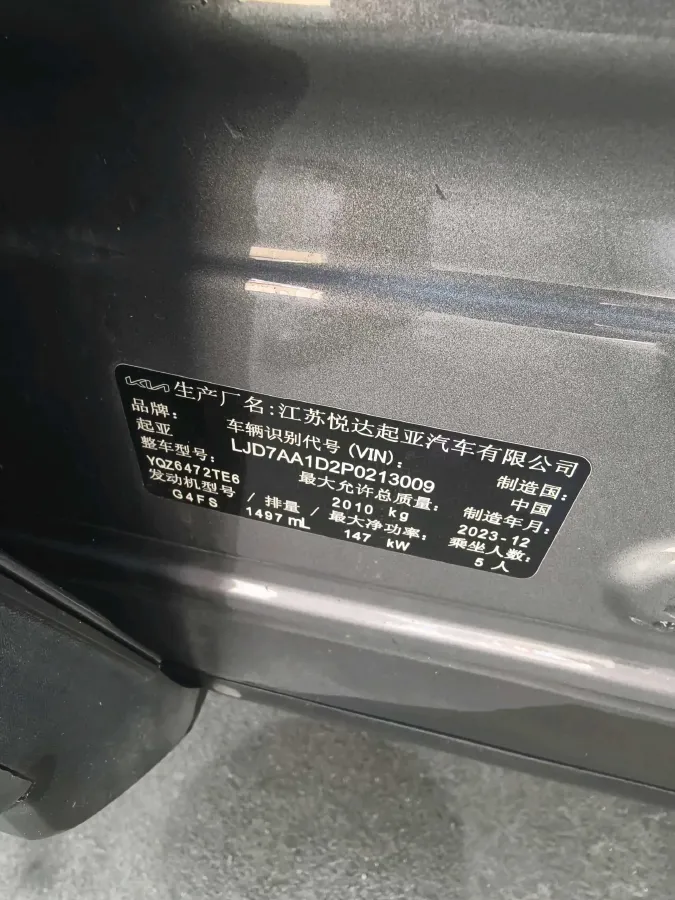 KIA 生产厂名:江苏悦达起亚汽车有限公司
品牌: 车辆识别代号(VIN): 制造国:
起亚 LJD7AA1D2P0213009 中国
整车型号: 最大允许总质量: 制造年月:
YQZ6472TE6 2010 kg 2023-12
发动机型号 / 排量 / 最大净功率: 乘坐人数:
G4FS 1497 mL 147 kW 5 人